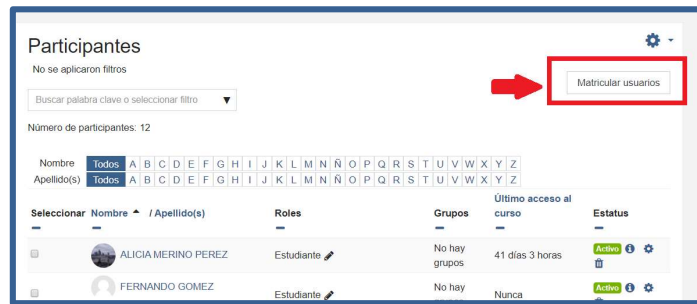 Participantes
No se aplicaron filtros
Matricular usuarios
Buscar palabra clave o seleccionar filtro ▼
Número de participantes: 12
Nombre Todos A B C D E F G H I J K L M N Ñ O P Q R S T U V W X Y Z
Apellido(s) Todos A B C D E F G H I J K L M N Ñ O P Q R S T U V W X Y Z
Seleccionar Nombre / Apellido(s) Roles Grupos Último acceso al curso Estatus
ALICIA MERINO PEREZ Estudiante No hay grupos 41 días 3 horas Activo
FERNANDO GOMEZ Estudiante No hay Nunca Activo